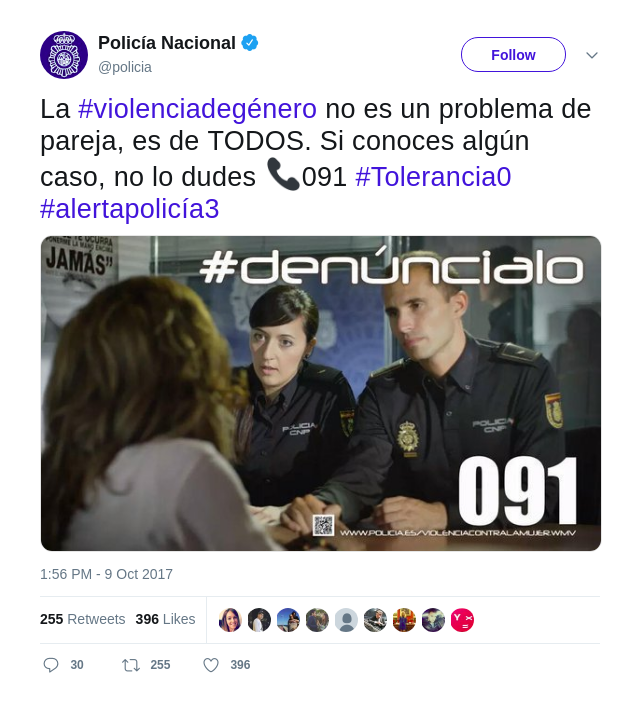 Policía Nacional
@policia
Follow
La #violenciadegénero no es un problema de
pareja, es de TODOS. Si conoces algún
caso, no lo dudes 📞091 #Tolerancia0
#alertapolicía3
JAMÁS”
#denúncialo
POLICIA
CNP
POLICIA
CNP
091
WWW.POLICIA.ES/VIOLENCIACONTRALAMUJER.WMV
1:56 PM - 9 Oct 2017
255 Retweets 396 Likes
30 255 396